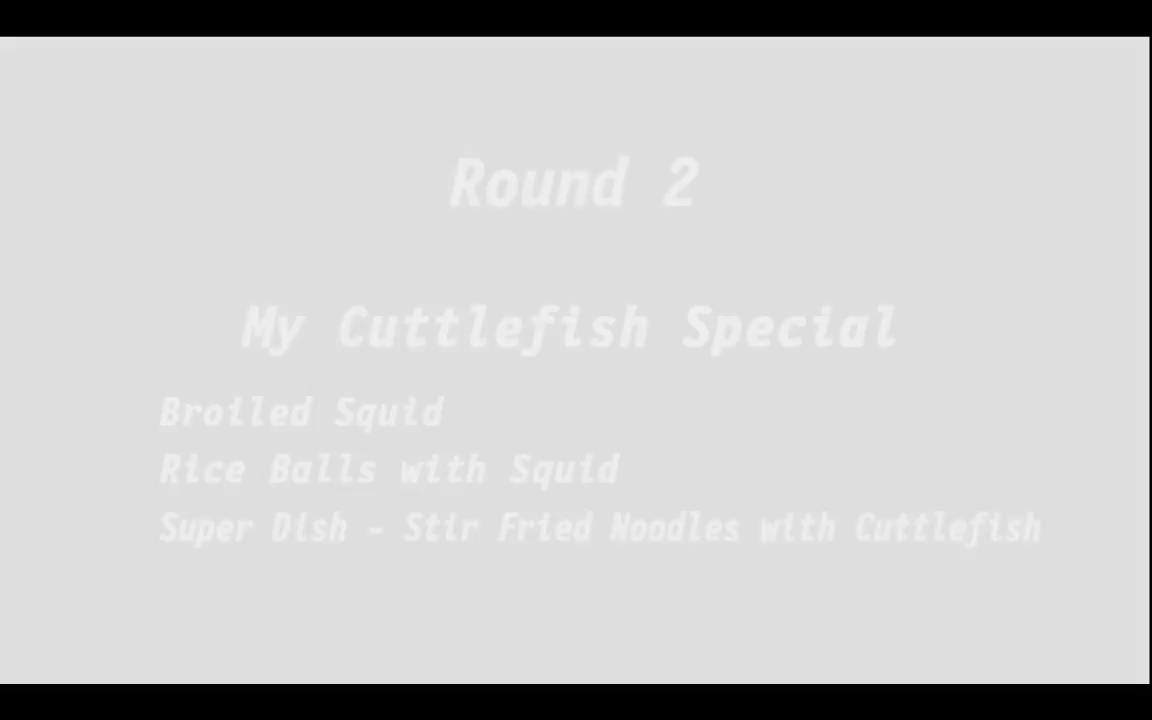 Round 2
My Cuttlefish Special
Broiled Squid
Rice Balls with Squid
Super Dish - Stir Fried Noodles with Cuttlefish